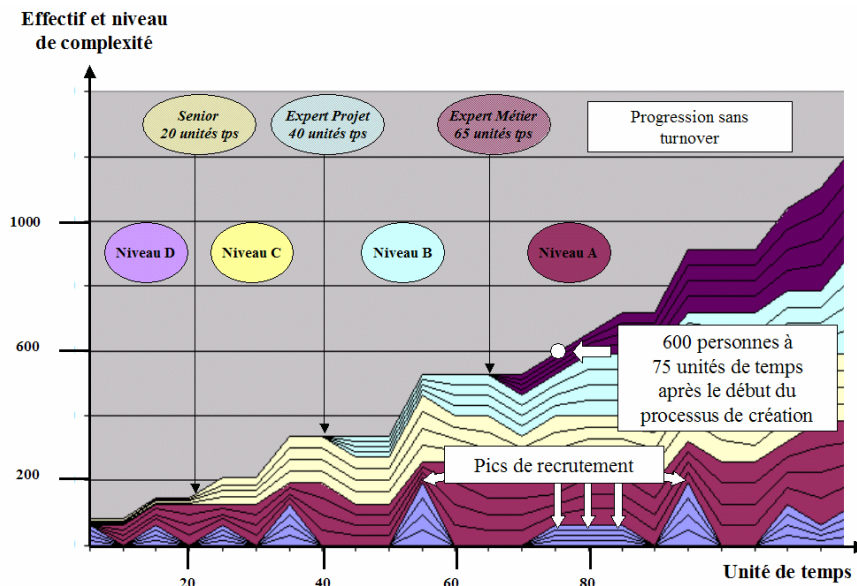 Effectif et niveau
de complexité
Senior
20 unités tps
Expert Projet
40 unités tps
Expert Métier
65 unités tps
Progression sans
turnover
1000
Niveau D
Niveau C
Niveau B
Niveau A
600
600 personnes à
75 unités de temps
après le début du
processus de création
200
Pics de recrutement
20
40
60
80
Unité de temps